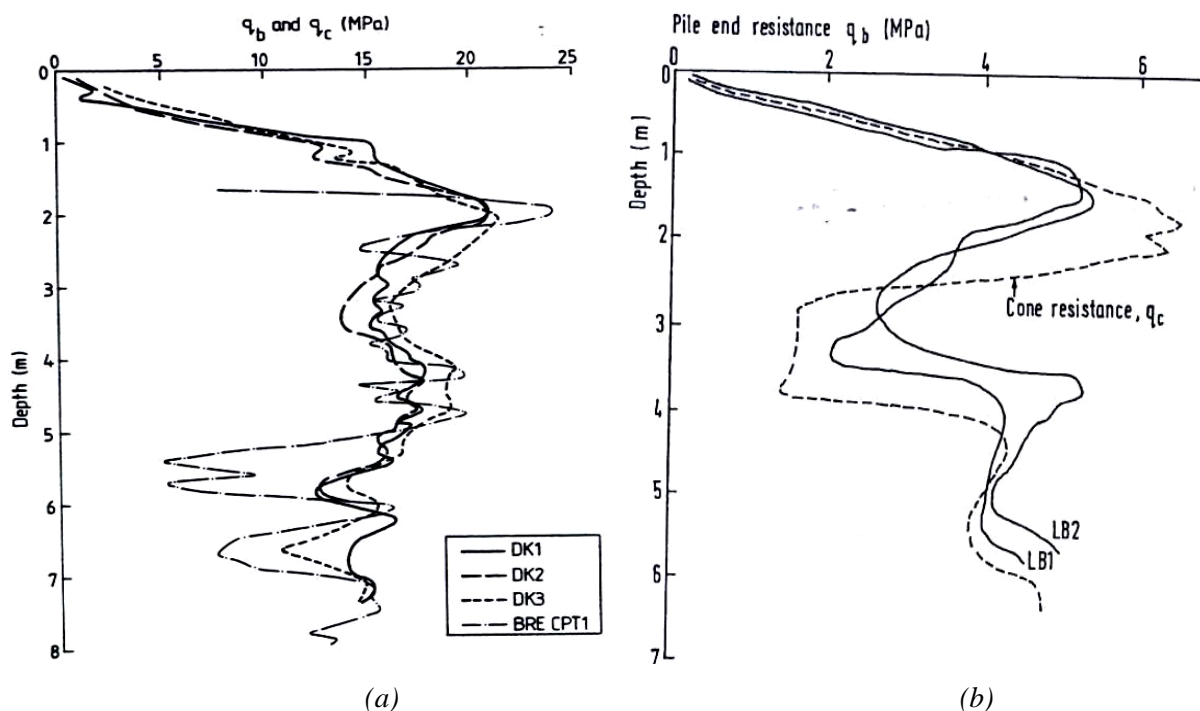 q_b and q_c (MPa)
0 5 10 15 20 25
0
1
2
3
4
5
6
7
8
Depth (m)
DK1
DK2
DK3
BRE CPT1
(a)
Pile end resistance q_b (MPa)
2 4 6
0
1
2
3
4
5
6
7
Depth (m)
Cone resistance, q_c
LB2
LB1
(b)